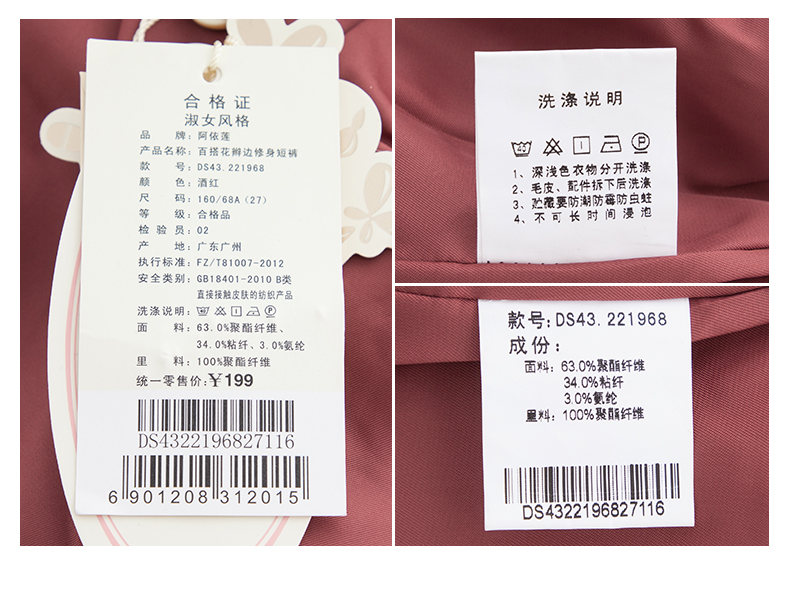 合格证
淑女风格
品牌：阿依莲
产品名称：百搭花瓣边修身短裤
款号：DS43.221968
颜色：酒红
尺码：160/68A（27）
等级：合格品
检验员：02
产地：广东广州
执行标准：FZ/T81007-2012
安全类别：GB18401-2010 B类
直接接触皮肤的纺织产品
洗涤说明：
面料：63.0%聚酯纤维、
34.0%粘纤、3.0%氨纶
里料：100%聚酯纤维
统一零售价：￥199
DS4322196827116
6 901208 312015
洗涤说明
1、深浅色衣物分开洗涤
2、毛皮、配件拆下后洗涤
3、贮藏要防潮防霉防虫蛀
4、不可长时间浸泡
款号：DS43.221968
成份：
面料：63.0%聚酯纤维
34.0%粘纤
3.0%氨纶
里料：100%聚酯纤维
DS4322196827116